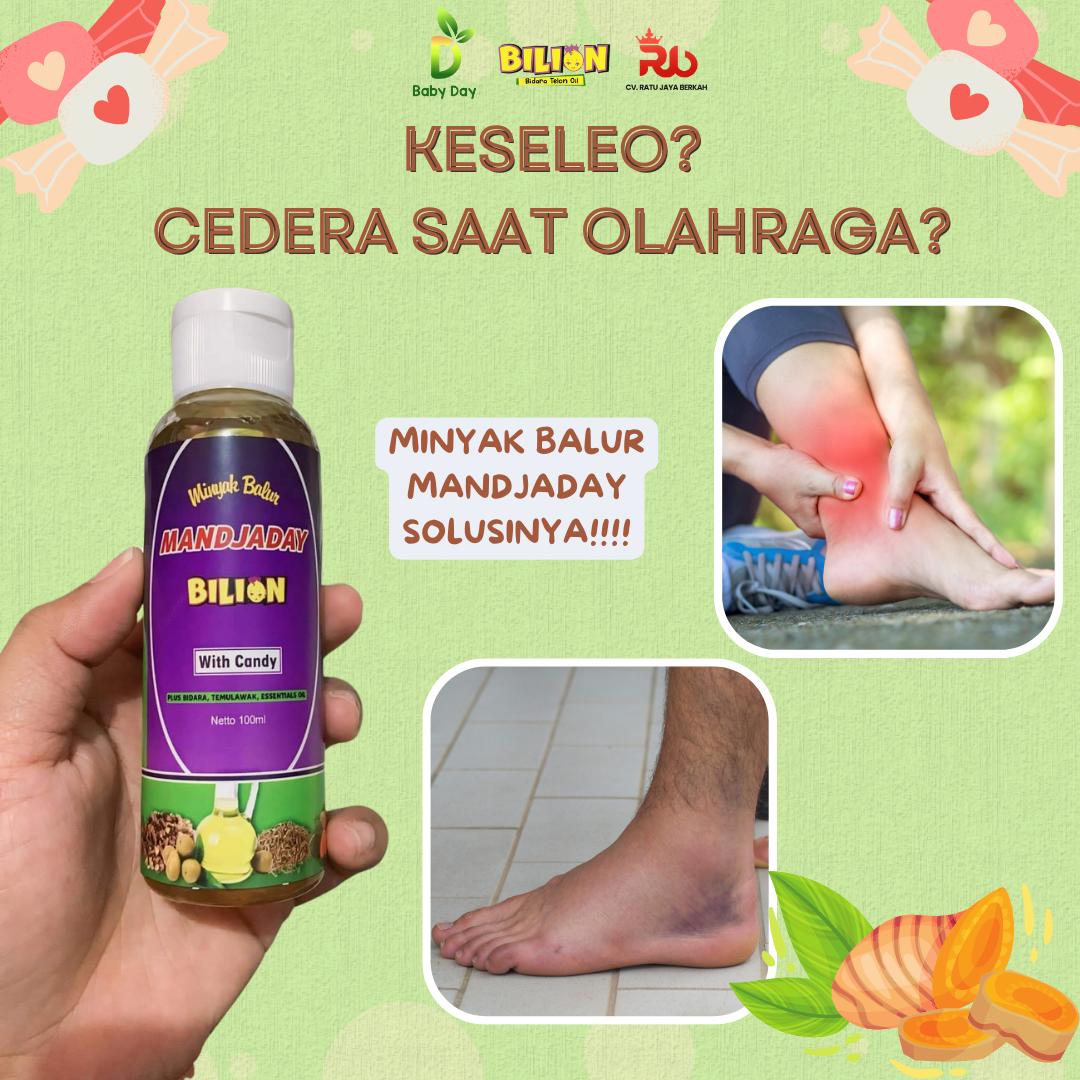 Baby Day
BILION
Bidara Telon Oil
RJB
CV. RATU JAYA BERKAH
KESELEO?
CEDERA SAAT OLAHRAGA?
MINYAK BALUR
MANDJADAY
SOLUSINYA!!!!
Minyak Balur
MANDJADAY
BILION
With Candy
PLUS BIDARA, TEMULAWAK, ESSENTIALS OIL
Netto 100ml